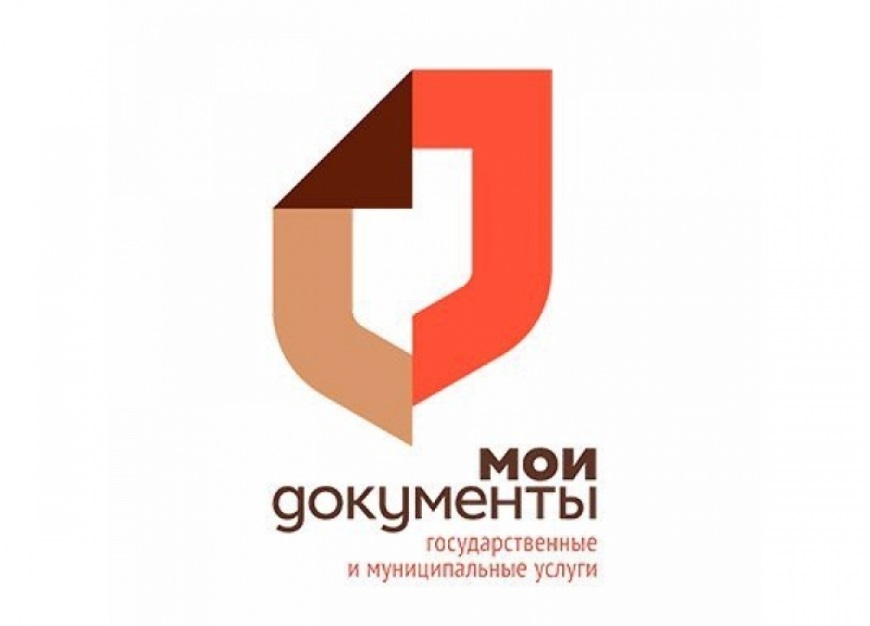 мои
документы
государственные
и муниципальные услуги